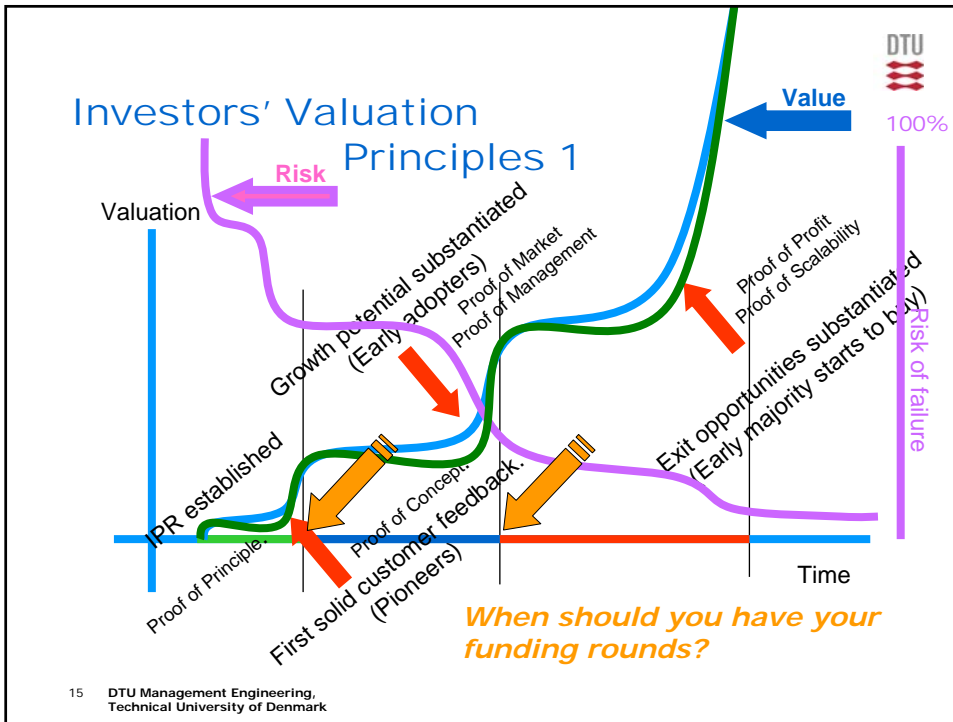 DTU
Investors' Valuation
Principles 1
Value
100%
Risk
Valuation
Growth potential substantiated
(Early adopters)
Proof of Market
Proof of Management
Proof of Profit
Proof of Scalability
Exit opportunities substantiated
(Early majority starts to buy)
Risk of failure
IPR established
Proof of Principle.
Proof of Concept.
First solid customer feedback.
(Pioneers)
Time
When should you have your
funding rounds?
15 DTU Management Engineering,
Technical University of Denmark